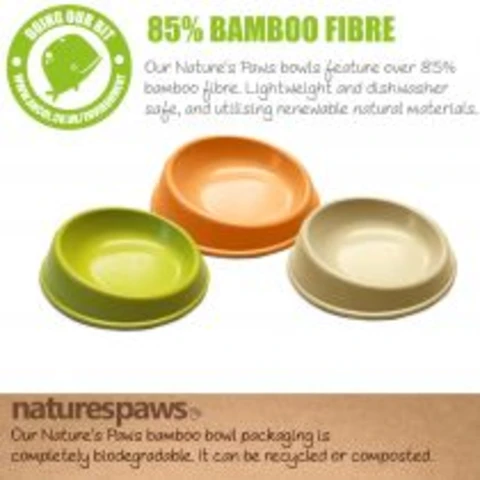 DOING OUR BIT
85% BAMBOO FIBRE
Our Nature's Paws bowls feature over 85%
bamboo fibre. Lightweight and dishwasher
safe, and utilising renewable natural materials.
naturespaws
Our Nature's Paws bamboo bowl packaging is
completely biodegradable. It can be recycled or composted.